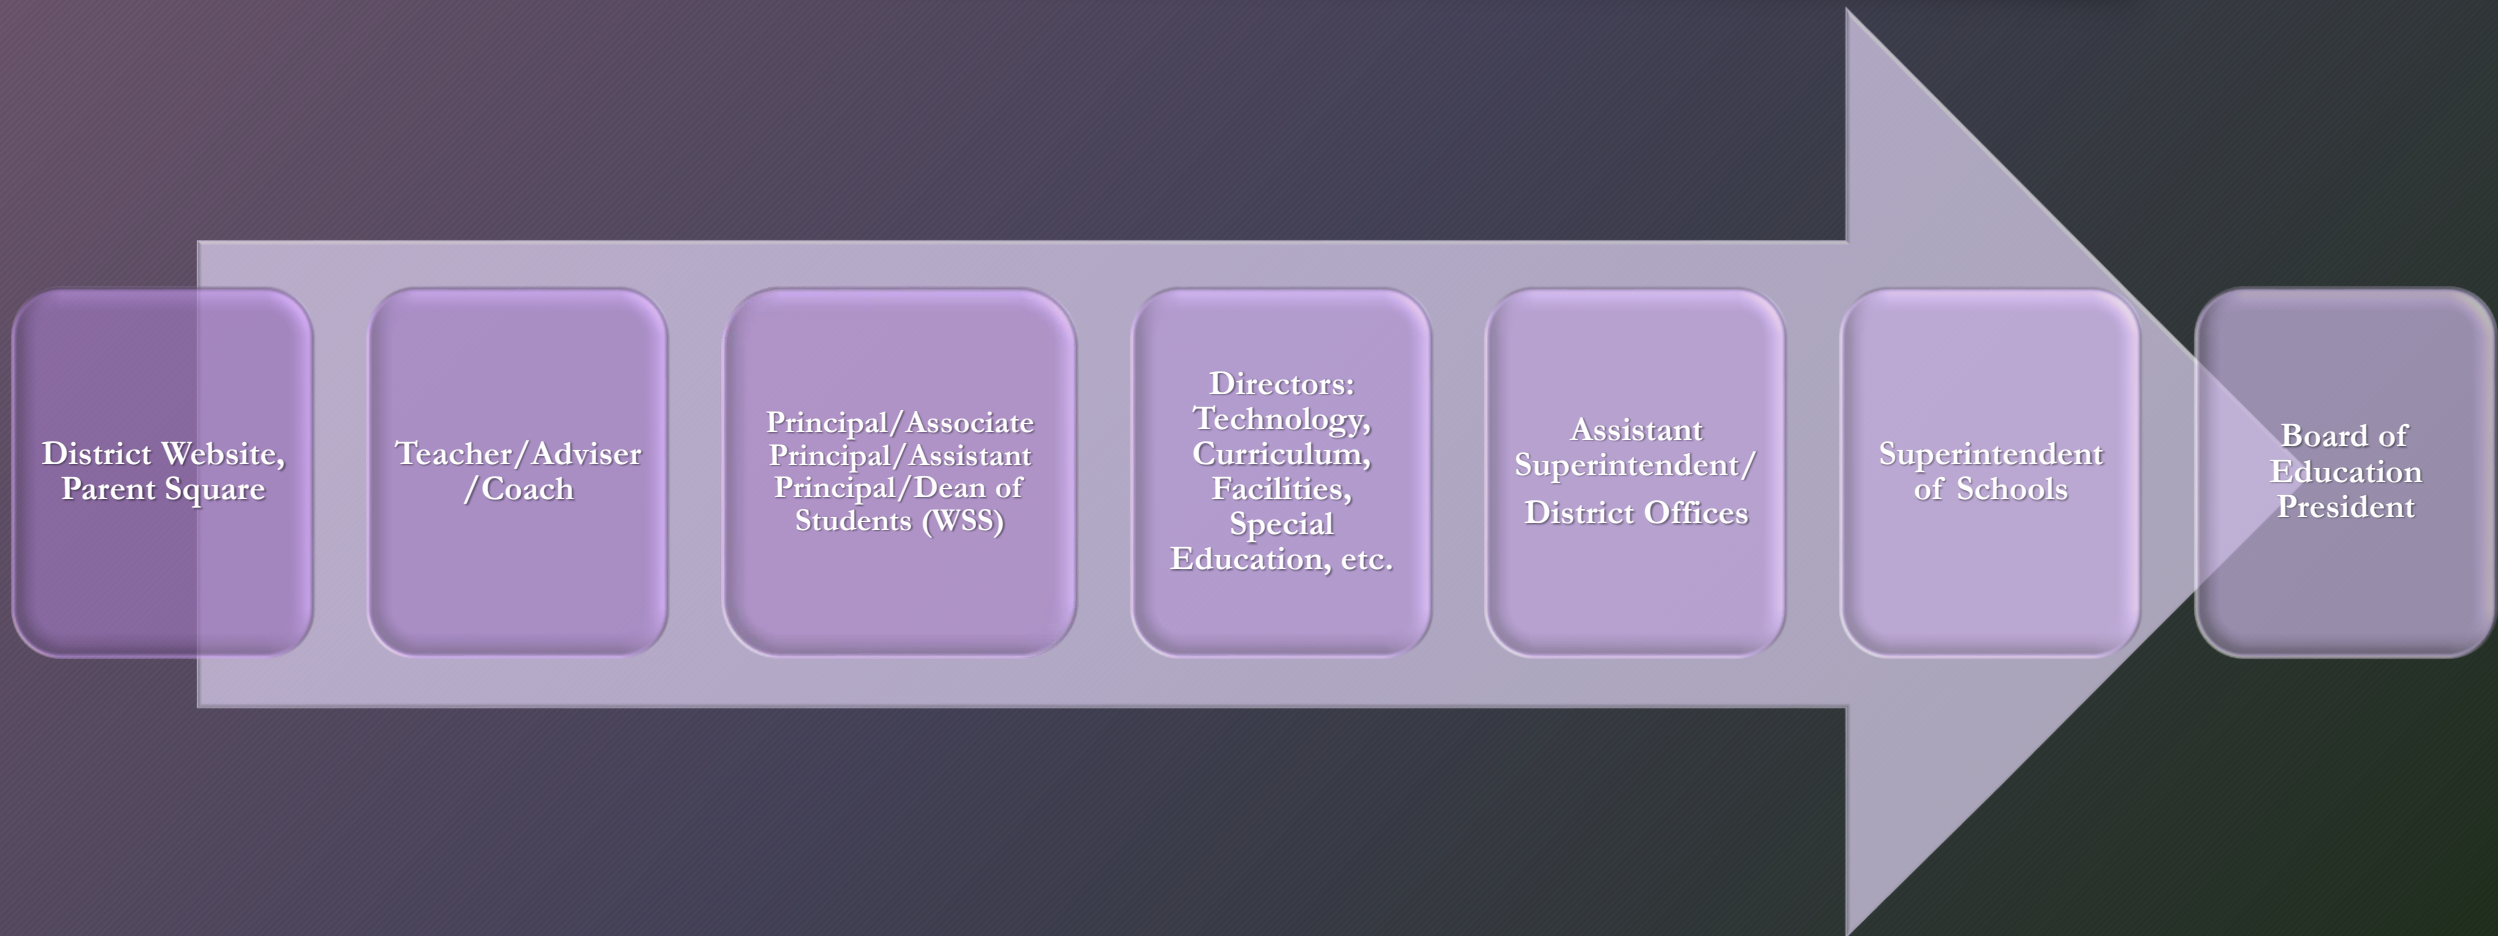 District Website,
Parent Square
Teacher/Adviser
/Coach
Principal/Associate
Principal/Assistant
Principal/Dean of
Students (WSS)
Directors:
Technology,
Curriculum,
Facilities,
Special
Education, etc.
Assistant
Superintendent/
District Offices
Superintendent
of Schools
Board of
Education
President